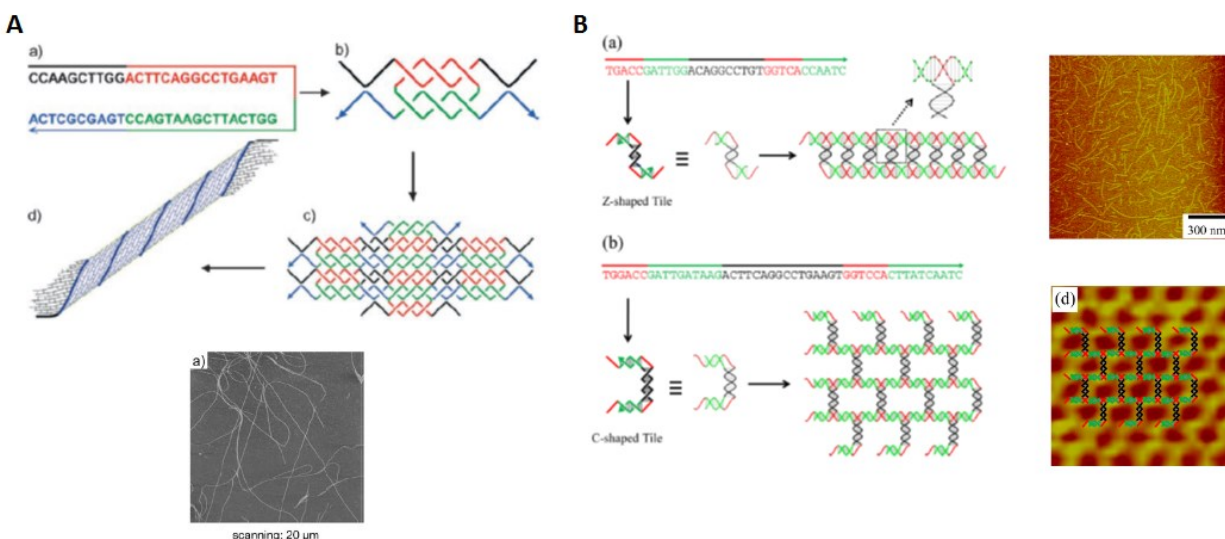 A
a)
CCAAGCTTGGACTTCAGGCCTGAAGT
ACTCGCGAGTCCAGTAAGCTTACTGG
b)
c)
d)
a)
scanning: 20 µm
B
(a)
TGACCGATTGGACAGGCCTGTGGTCACCAATC
Z-shaped Tile
300 nm
(b)
TGGACCGATTGATAAGACTTCAGGCCTGAAGTGGTCCACTTATCAATC
C-shaped Tile
(d)